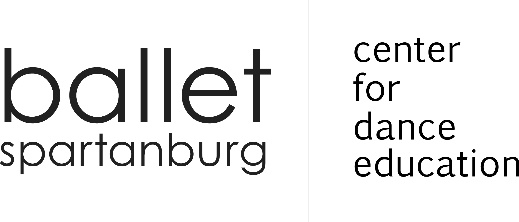 ballet
spartanburg
center
for
dance
education